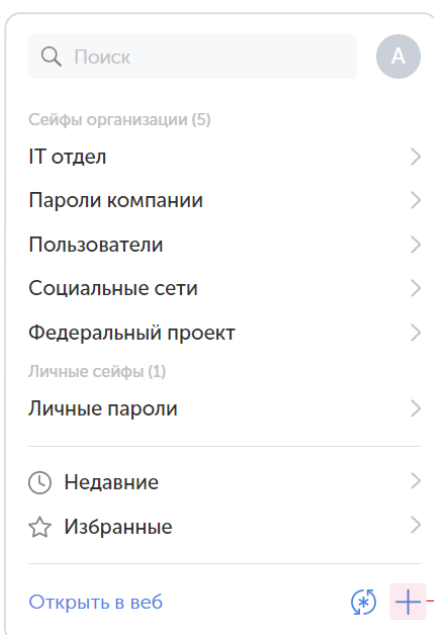 Поиск
A
Сейфы организации (5)
IT отдел
Пароли компании
Пользователи
Социальные сети
Федеральный проект
Личные сейфы (1)
Личные пароли
Недавние
Избранные
Открыть в веб